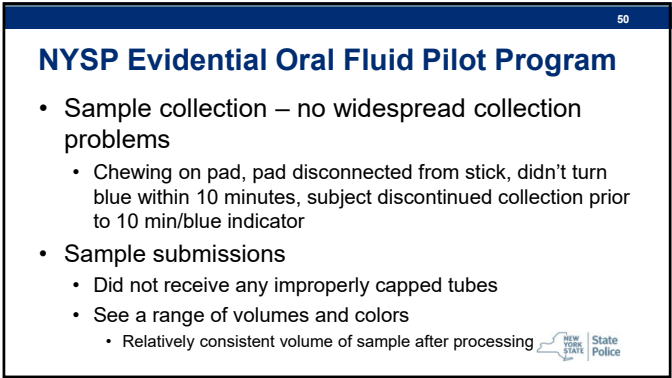 50
NYSP Evidential Oral Fluid Pilot Program
• Sample collection – no widespread collection
problems
• Chewing on pad, pad disconnected from stick, didn’t turn
blue within 10 minutes, subject discontinued collection prior
to 10 min/blue indicator
• Sample submissions
• Did not receive any improperly capped tubes
• See a range of volumes and colors
• Relatively consistent volume of sample after processing
NEW
YORK
STATE
State
Police